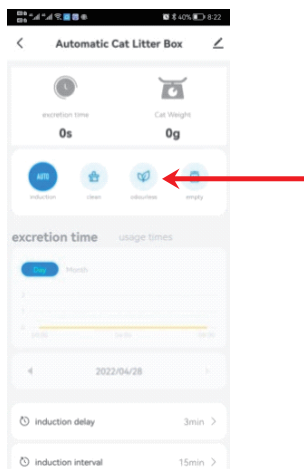 40% 8:22
Automatic Cat Litter Box
excretion time Cat Weight
0s 0g
AUTO
induction clean odourless empty
excretion time usage times
Day Month
2022/04/28
induction delay 3min
induction interval 15min